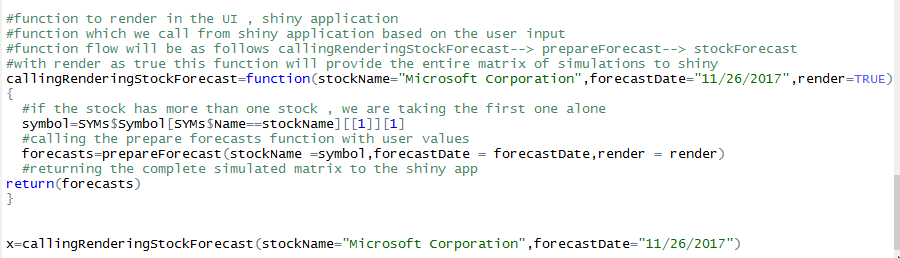 #function to render in the UI , shiny application
#function which we call from shiny application based on the user input
#function flow will be as follows callingRenderingStockForecast--> prepareForecast--> stockForecast
#with render as true this function will provide the entire matrix of simulations to shiny
callingRenderingStockForecast=function(stockName="Microsoft Corporation",forecastDate="11/26/2017",render=TRUE)
{
  #if the stock has more than one stock , we are taking the first one alone
  symbol=SYMs$Symbol[SYMs$Name==stockName][[1]][1]
  #calling the prepare forecasts function with user values
  forecasts=prepareForecast(stockName =symbol,forecastDate = forecastDate,render = render)
  #returning the complete simulated matrix to the shiny app
return(forecasts)
}
x=callingRenderingStockForecast(stockName="Microsoft Corporation",forecastDate="11/26/2017")